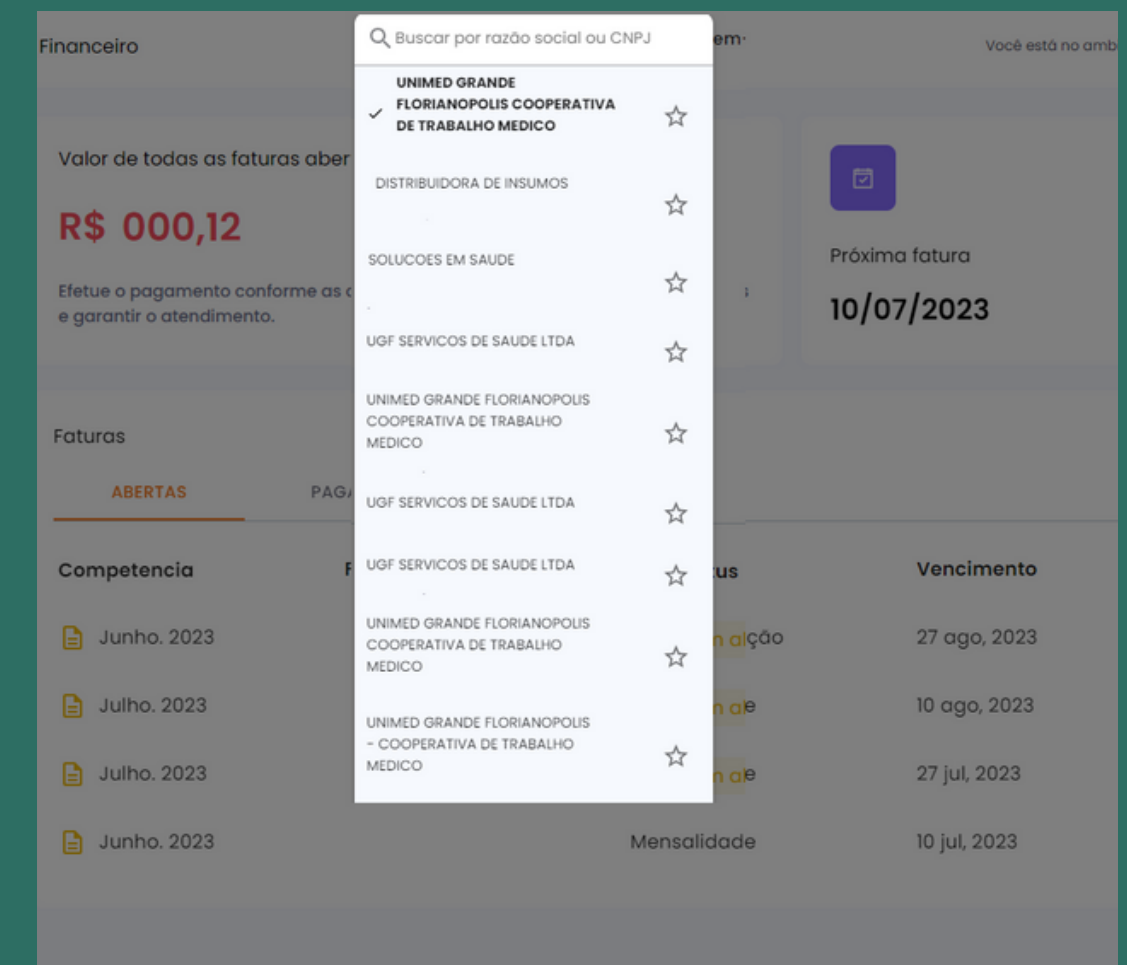 Financeiro
Buscar por razão social ou CNPJ
Você está no amb
UNIMED GRANDE
FLORIANOPOLIS COOPERATIVA
DE TRABALHO MEDICO
Valor de todas as faturas aber
DISTRIBUIDORA DE INSUMOS
R$ 000,12
SOLUCOES EM SAUDE
Próxima fatura
Efetue o pagamento conforme as
e garantir o atendimento.
10/07/2023
UGF SERVICOS DE SAUDE LTDA
UNIMED GRANDE FLORIANOPOLIS
COOPERATIVA DE TRABALHO
MEDICO
Faturas
ABERTAS
UGF SERVICOS DE SAUDE LTDA
UGF SERVICOS DE SAUDE LTDA
Competencia
Vencimento
UNIMED GRANDE FLORIANOPOLIS
COOPERATIVA DE TRABALHO
MEDICO
Junho. 2023
27 ago, 2023
Julho. 2023
10 ago, 2023
UNIMED GRANDE FLORIANOPOLIS
- COOPERATIVA DE TRABALHO
MEDICO
Julho. 2023
27 jul, 2023
Junho. 2023 Mensalidade 10 jul, 2023